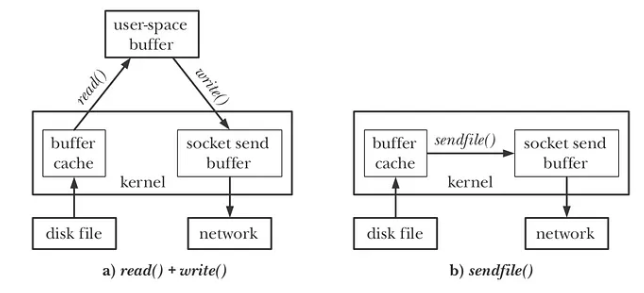 user-space
buffer
read()
write()
buffer
cache
socket send
buffer
kernel
disk file
network
a) read() + write()
buffer
cache
sendfile()
socket send
buffer
kernel
disk file
network
b) sendfile()